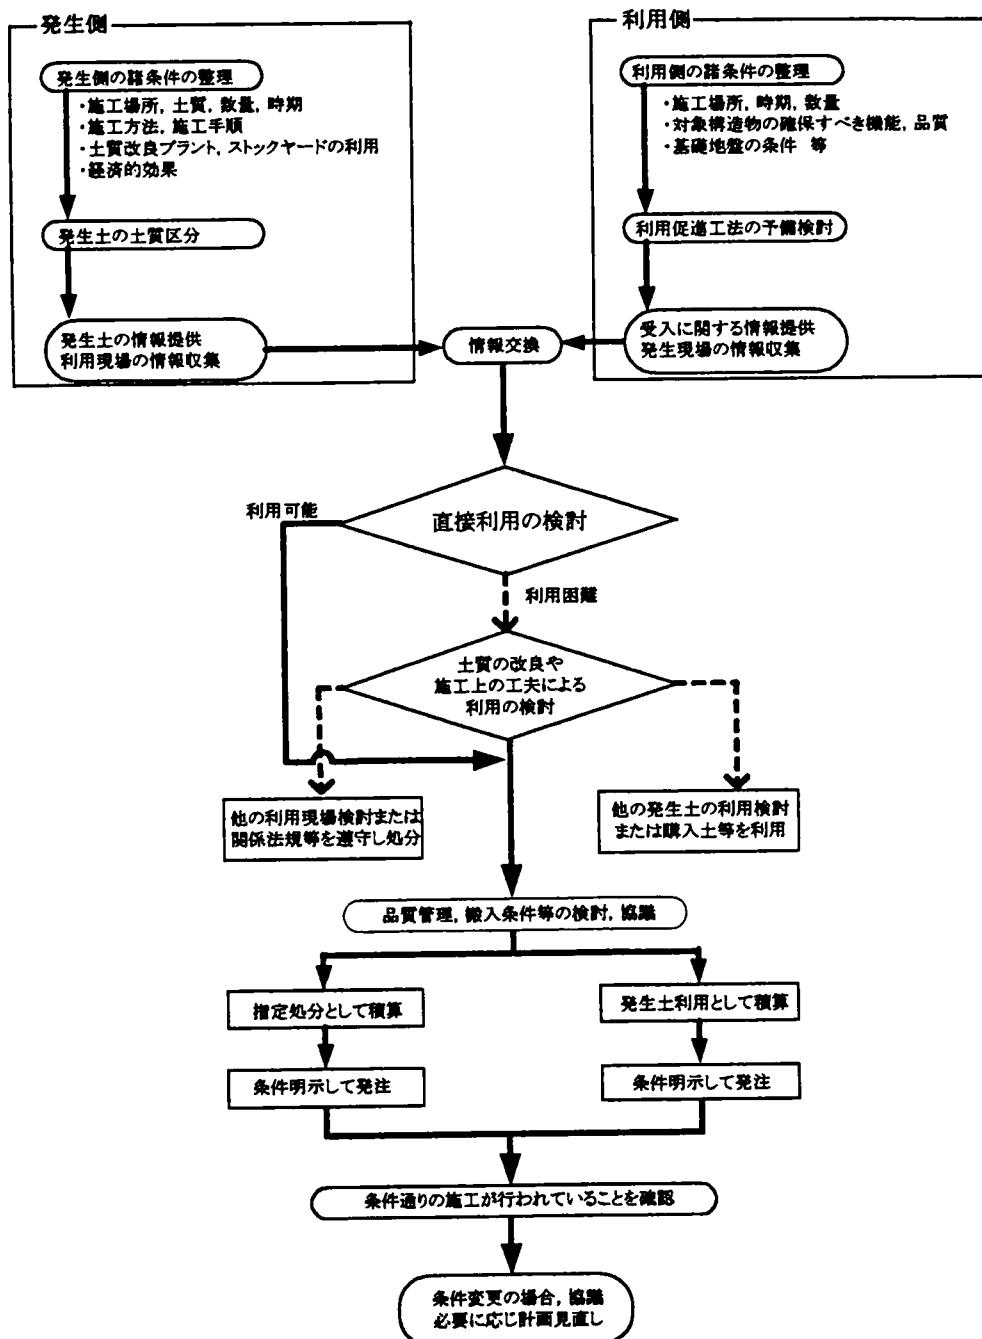 発生側
発生側の諸条件の整理
・施工場所, 土質, 数量, 時期
・施工方法, 施工手順
・土質改良プラント, ストックヤードの利用
・経済的効果
発生土の土質区分
発生土の情報提供
利用現場の情報収集
利用側
利用側の諸条件の整理
・施工場所, 時期, 数量
・対象構造物の確保すべき機能, 品質
・基礎地盤の条件 等
利用促進工法の予備検討
受入に関する情報提供
発生現場の情報収集
情報交換
直接利用の検討
利用可能
利用困難
土質の改良や
施工上の工夫による
利用の検討
他の利用現場検討または
関係法規等を遵守し処分
他の発生土の利用検討
または購入土等を利用
品質管理, 搬入条件等の検討, 協議
指定処分として積算
発生土利用として積算
条件明示して発注
条件明示して発注
条件通りの施工が行われていることを確認
条件変更の場合, 協議
必要に応じ計画見直し